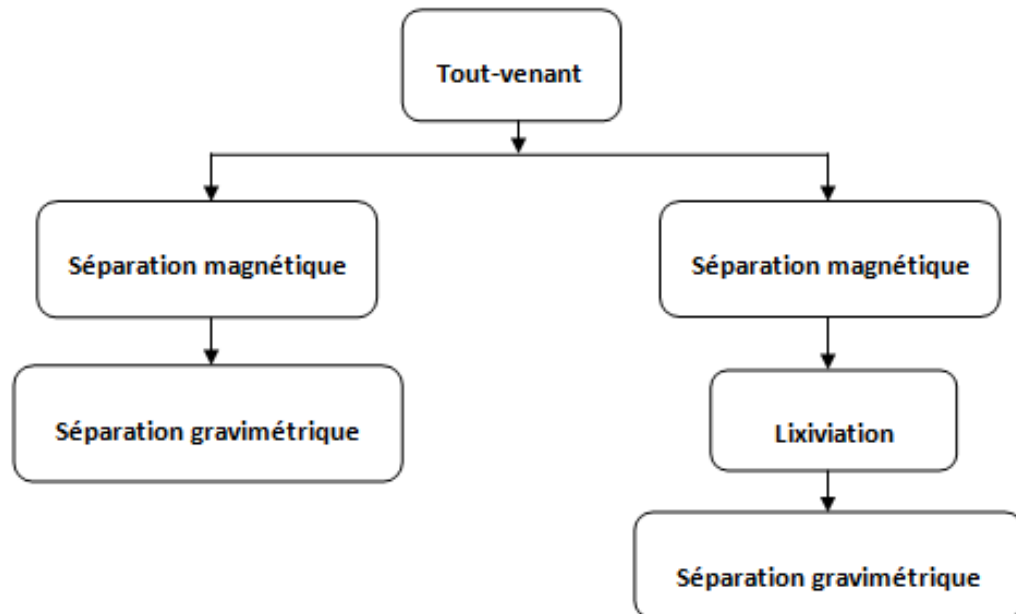 Tout-venant
Séparation magnétique
Séparation magnétique
Séparation gravimétrique
Lixiviation
Séparation gravimétrique